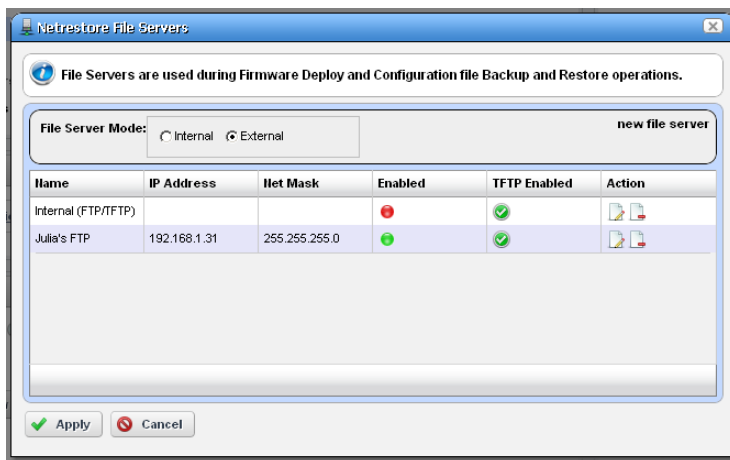 Netrestore File Servers
File Servers are used during Firmware Deploy and Configuration file Backup and Restore operations.
File Server Mode: Internal External new file server
Name IP Address Net Mask Enabled TFTP Enabled Action
Internal (FTP/TFTP)
Julia's FTP 192.168.1.31 255.255.255.0
Apply Cancel